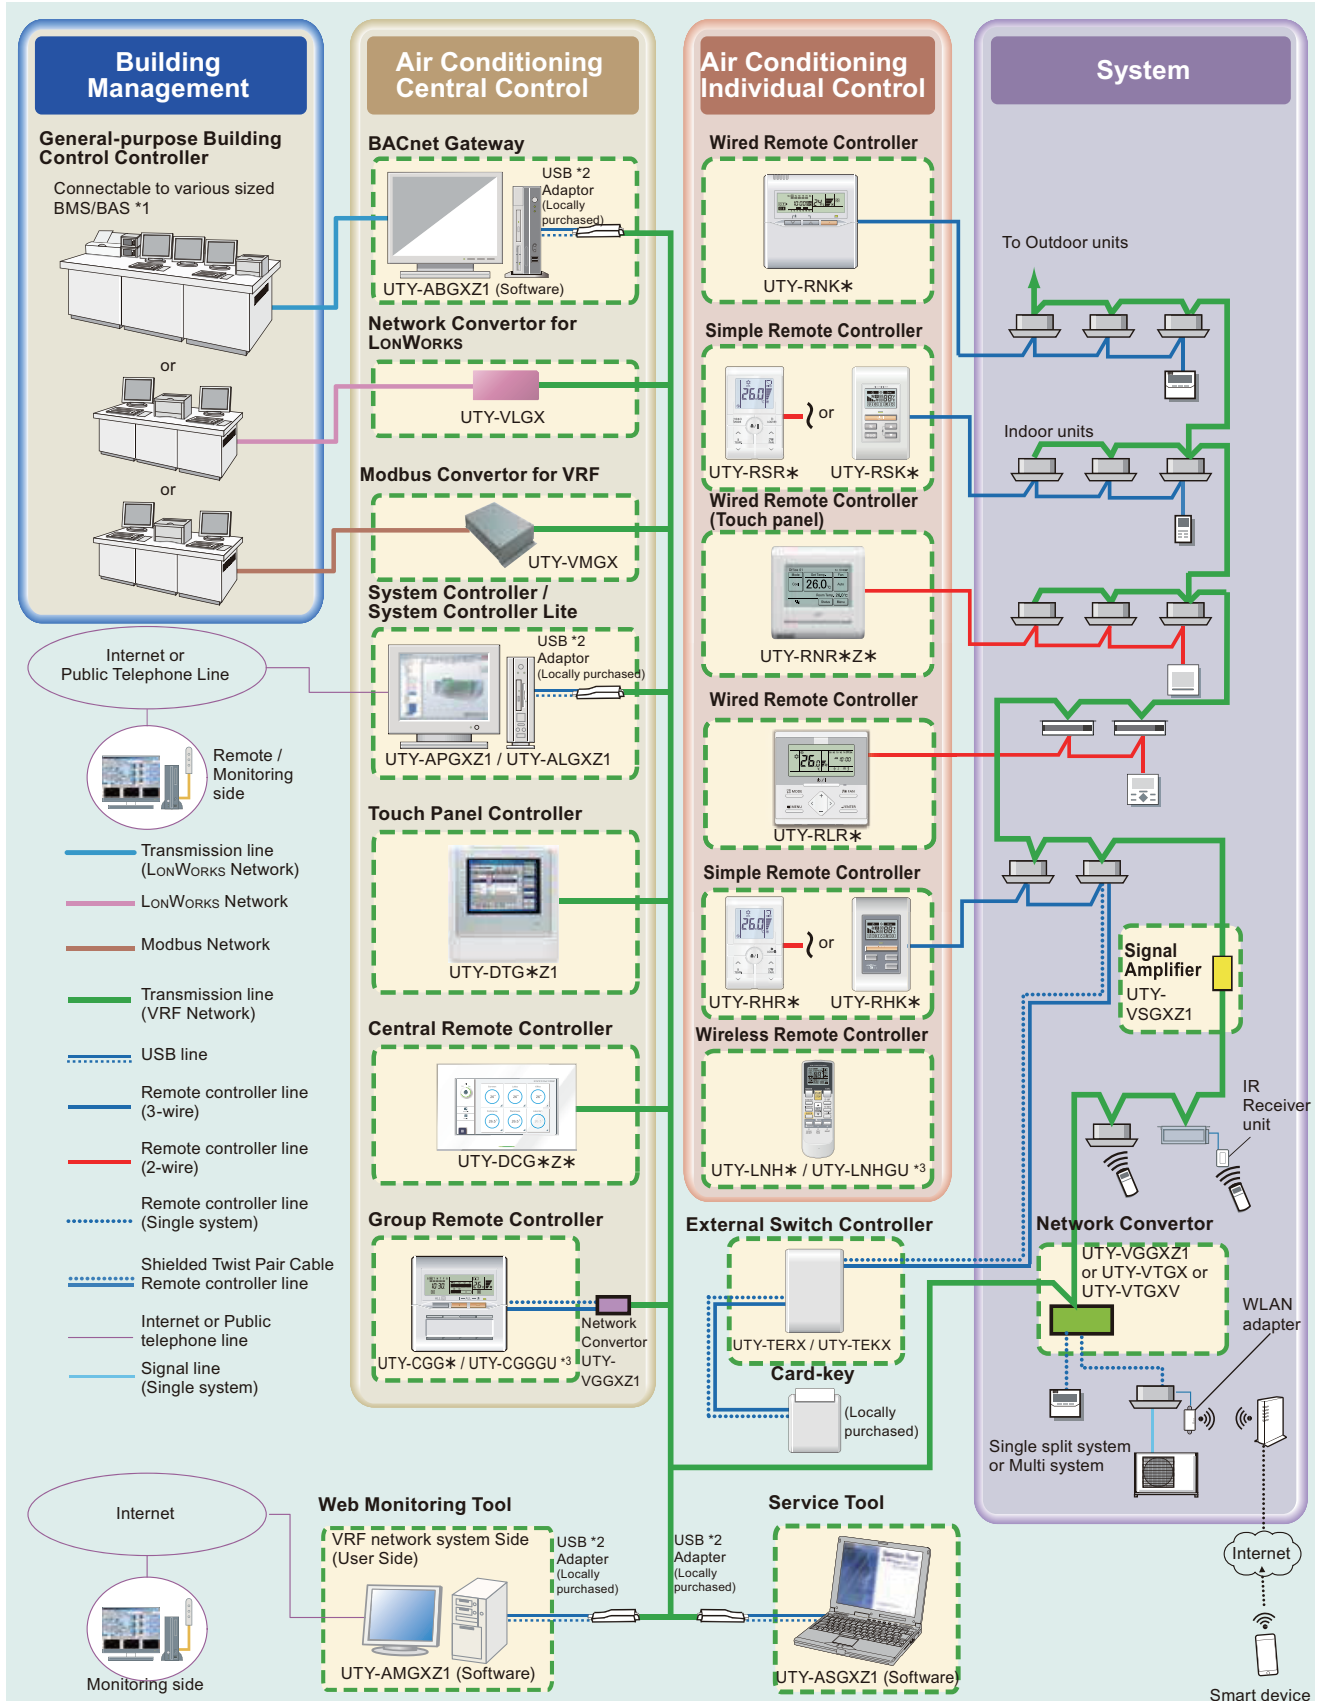 Building
Management
General-purpose Building
Control Controller
Connectable to various sized
BMS/BAS *1
or
or
Internet or
Public Telephone Line
Remote /
Monitoring
side
Transmission line
(LONWORKS Network)
LONWORKS Network
Modbus Network
Transmission line
(VRF Network)
USB line
Remote controller line
(3-wire)
Remote controller line
(2-wire)
Remote controller line
(Single system)
Shielded Twist Pair Cable
Remote controller line
Internet or Public
telephone line
Signal line
(Single system)
Internet
Monitoring side
Air Conditioning
Central Control
BACnet Gateway
USB *2
Adaptor
(Locally
purchased)
UTY-ABGXZ1 (Software)
Network Convertor for
LONWORKS
UTY-VLGX
Modbus Convertor for VRF
UTY-VMGX
System Controller /
System Controller Lite
USB *2
Adaptor
(Locally purchased)
UTY-APGXZ1 / UTY-ALGXZ1
Touch Panel Controller
UTY-DTG✱Z1
Central Remote Controller
UTY-DCG✱Z✱
Group Remote Controller
Network
Convertor
UTY-
VGGXZ1
UTY-CGG✱ / UTY-CGGGU *3
Web Monitoring Tool
VRF network system Side
(User Side)
USB *2
Adapter
(Locally
purchased)
UTY-AMGXZ1 (Software)
Air Conditioning
Individual Control
Wired Remote Controller
UTY-RNK✱
Simple Remote Controller
26.0
or
UTY-RSR✱
UTY-RSK✱
Wired Remote Controller
(Touch panel)
26.0
UTY-RNR✱Z✱
Wired Remote Controller
26.0
UTY-RLR✱
Simple Remote Controller
26.0
or
UTY-RHR✱
UTY-RHK✱
Wireless Remote Controller
UTY-LNH✱ / UTY-LNHGU *3
External Switch Controller
UTY-TERX / UTY-TEKX
Card-key
(Locally
purchased)
Service Tool
USB *2
Adapter
(Locally
purchased)
UTY-ASGXZ1 (Software)
System
To Outdoor units
Indoor units
Signal
Amplifier
UTY-
VSGXZ1
IR
Receiver
unit
Network Convertor
UTY-VGGXZ1
or UTY-VTGX or
UTY-VTGXV
WLAN
adapter
Single split system
or Multi system
Internet
Smart device